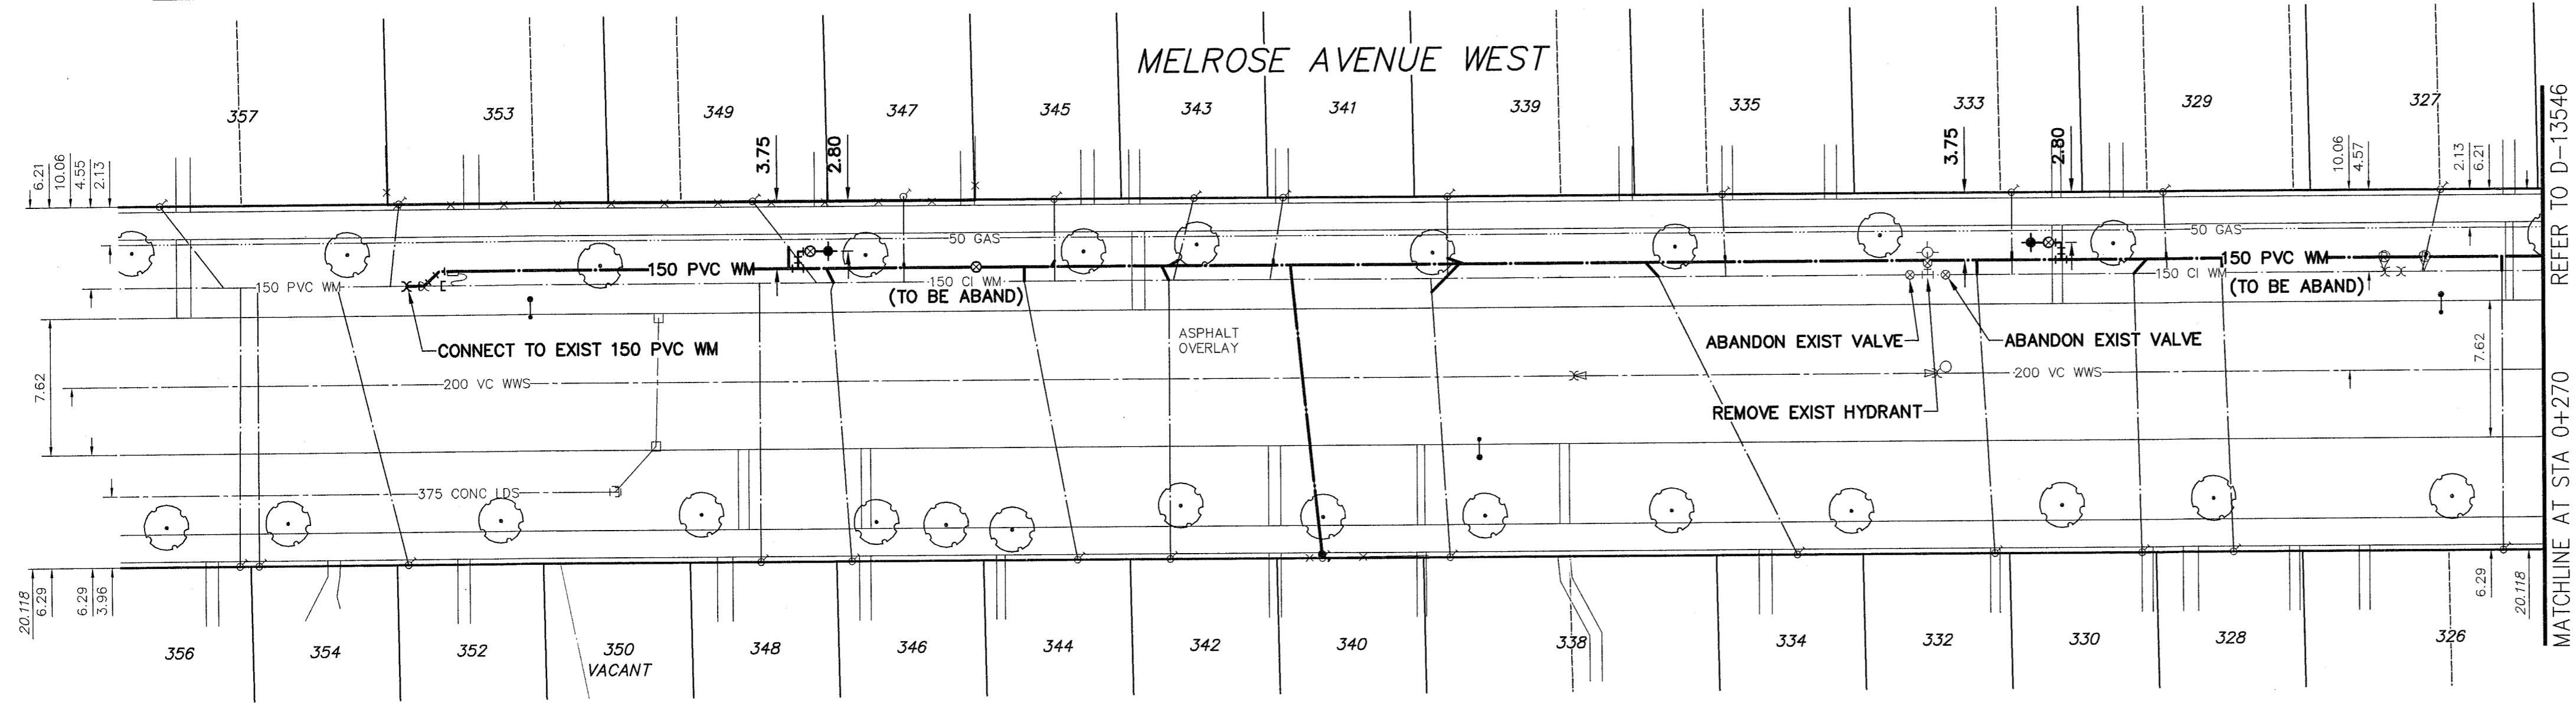 MELROSE AVENUE WEST
357
353
349
347
345
343
341
339
335
333
329
327
6.21
10.06
4.55
2.13
3.75
2.80
3.75
2.80
10.06
4.57
2.13
6.21
50 GAS
50 GAS
150 PVC WM
150 PVC WM
150 CI WM
(TO BE ABAND)
150 PVC WM
150 CI WM
(TO BE ABAND)
CONNECT TO EXIST 150 PVC WM
ASPHALT
OVERLAY
ABANDON EXIST VALVE
ABANDON EXIST VALVE
7.62
7.62
200 VC WWS
200 VC WWS
REMOVE EXIST HYDRANT
375 CONC LDS
20.118
6.29
6.29
3.96
6.29
20.118
356
354
352
350
VACANT
348
346
344
342
340
338
334
332
330
328
326
MATCHLINE AT STA 0+270
REFER TO D-13546